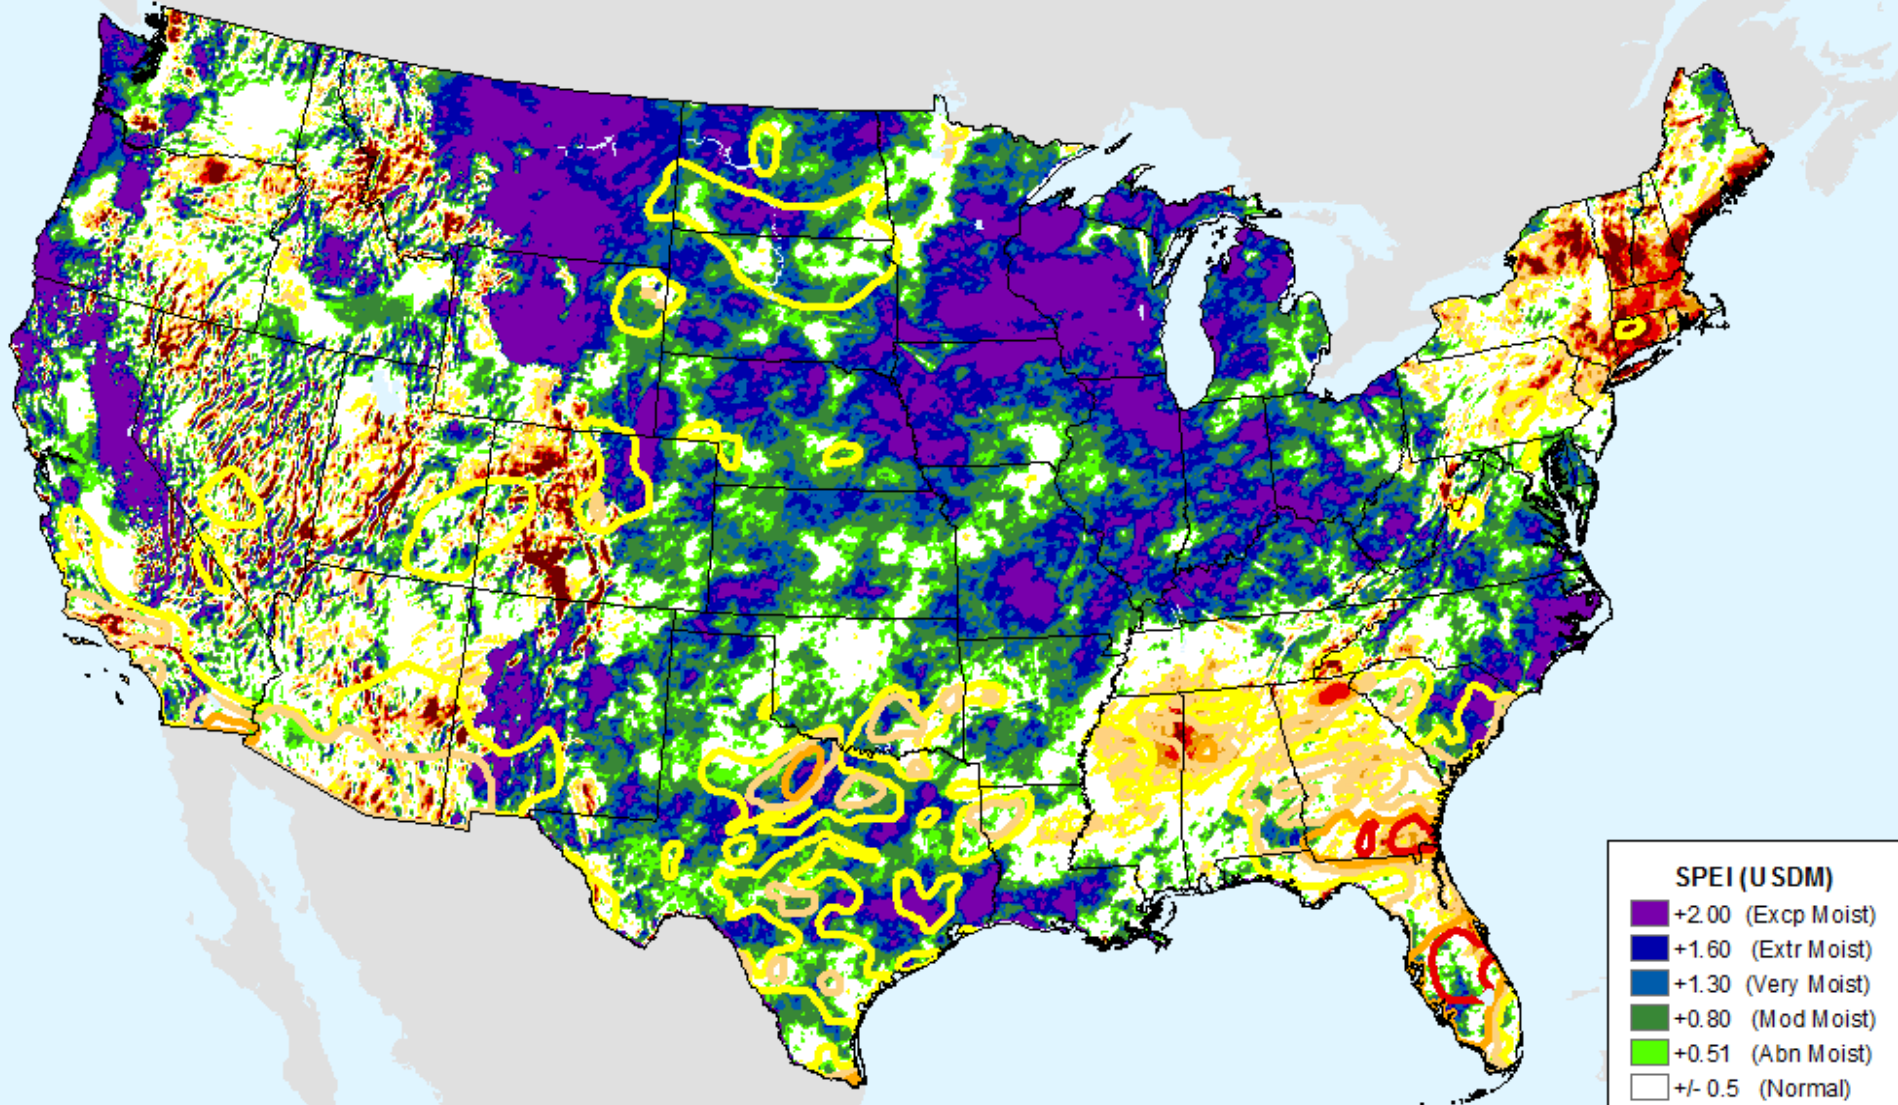 SPEI (USDM)
+2.00 (Excp Moist)
+1.60 (Extr Moist)
+1.30 (Very Moist)
+0.80 (Mod Moist)
+0.51 (Abn Moist)
+/- 0.5 (Normal)